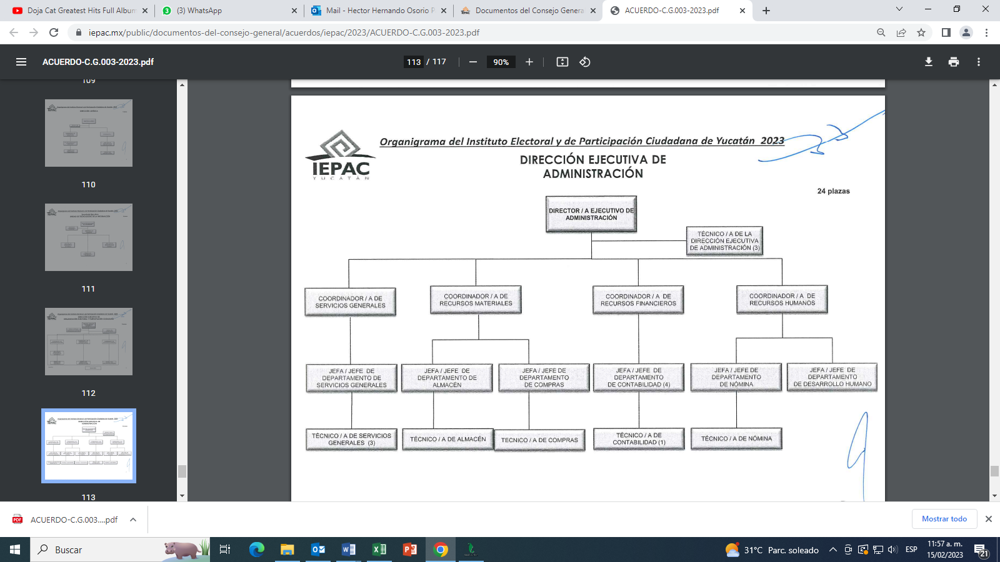 Doja Cat Greatest Hits Full Album
(3) WhatsApp
Mail - Hector Hernando Osorio P
Documentos del Consejo Genera
ACUERDO-C.G.003-2023.pdf
iepac.mx/public/documentos-del-consejo-general/acuerdos/iepac/2023/ACUERDO-C.G.003-2023.pdf
ACUERDO-C.G.003-2023.pdf
113 / 117
90%
109
110
111
112
113
IEPAC
YUCATÁN
Organigrama del Instituto Electoral y de Participación Ciudadana de Yucatán 2023
DIRECCIÓN EJECUTIVA DE
ADMINISTRACIÓN
24 plazas
DIRECTOR / A EJECUTIVO DE
ADMINISTRACIÓN
TÉCNICO / A DE LA
DIRECCIÓN EJECUTIVA
DE ADMINISTRACIÓN (3)
COORDINADOR / A DE
SERVICIOS GENERALES
COORDINADOR / A DE
RECURSOS MATERIALES
COORDINADOR / A DE
RECURSOS FINANCIEROS
COORDINADOR / A DE
RECURSOS HUMANOS
JEFA / JEFE DE
DEPARTAMENTO DE
SERVICIOS GENERALES
JEFA / JEFE DE
DEPARTAMENTO DE
ALMACÉN
JEFA / JEFE DE
DEPARTAMENTO
DE COMPRAS
JEFA / JEFE DE
DEPARTAMENTO
DE CONTABILIDAD (4)
JEFA / JEFE DE
DEPARTAMENTO
DE NÓMINA
JEFA / JEFE DE
DEPARTAMENTO
DE DESARROLLO HUMANO
TÉCNICO / A DE SERVICIOS
GENERALES (3)
TÉCNICO / A DE ALMACÉN
TECNICO / A DE COMPRAS
TÉCNICO / A DE
CONTABILIDAD (1)
TÉCNICO / A DE NÓMINA
ACUERDO-C.G.003....pdf
Mostrar todo
Buscar
31°C Parc. soleado
ESP
11:57 a. m.
15/02/2023
21